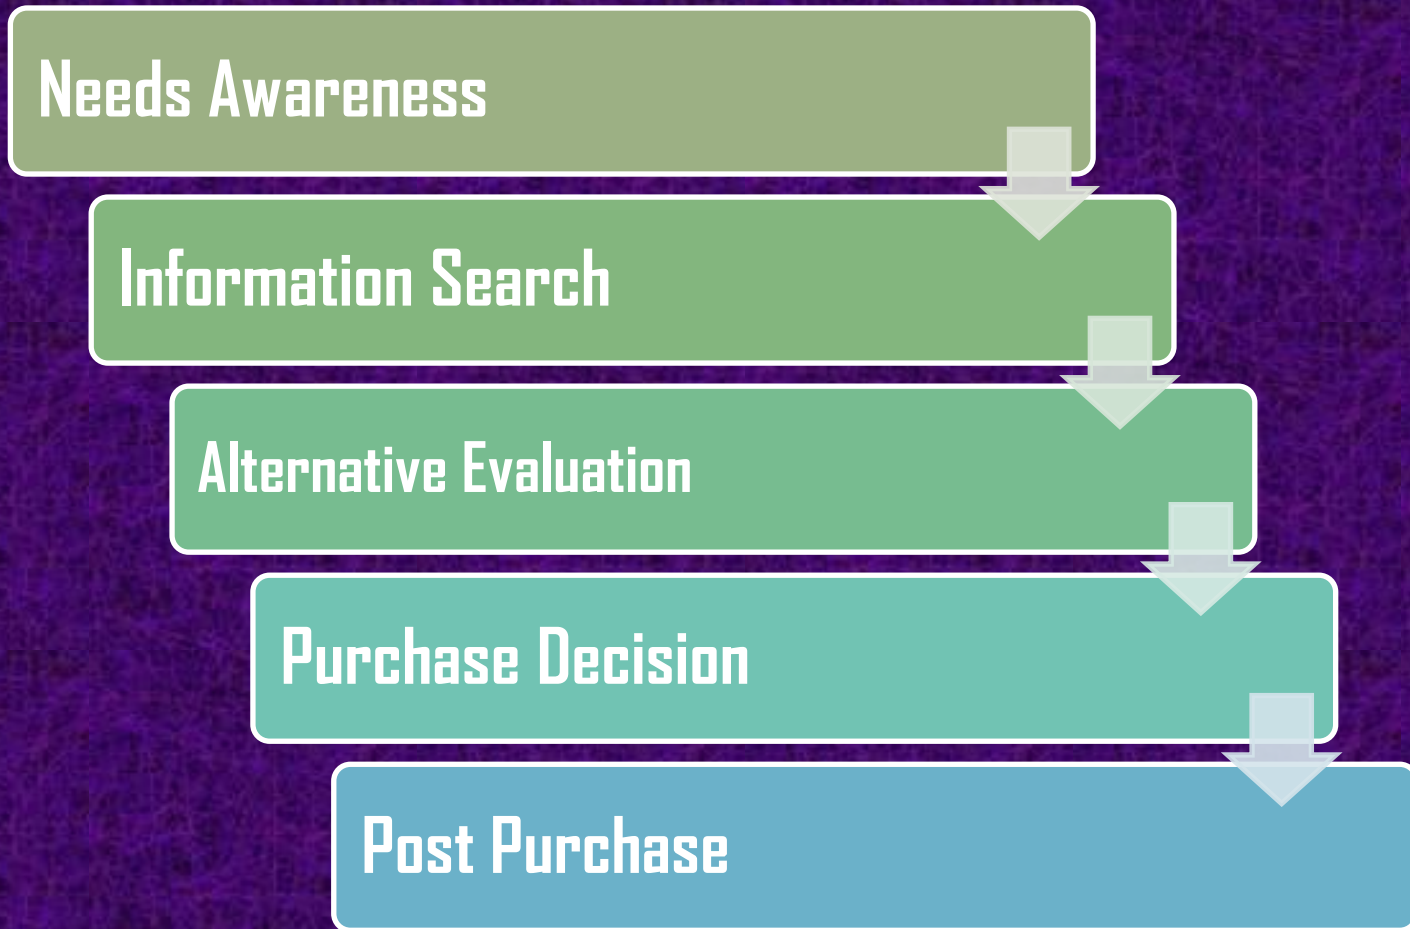 Needs Awareness
Information Search
Alternative Evaluation
Purchase Decision
Post Purchase